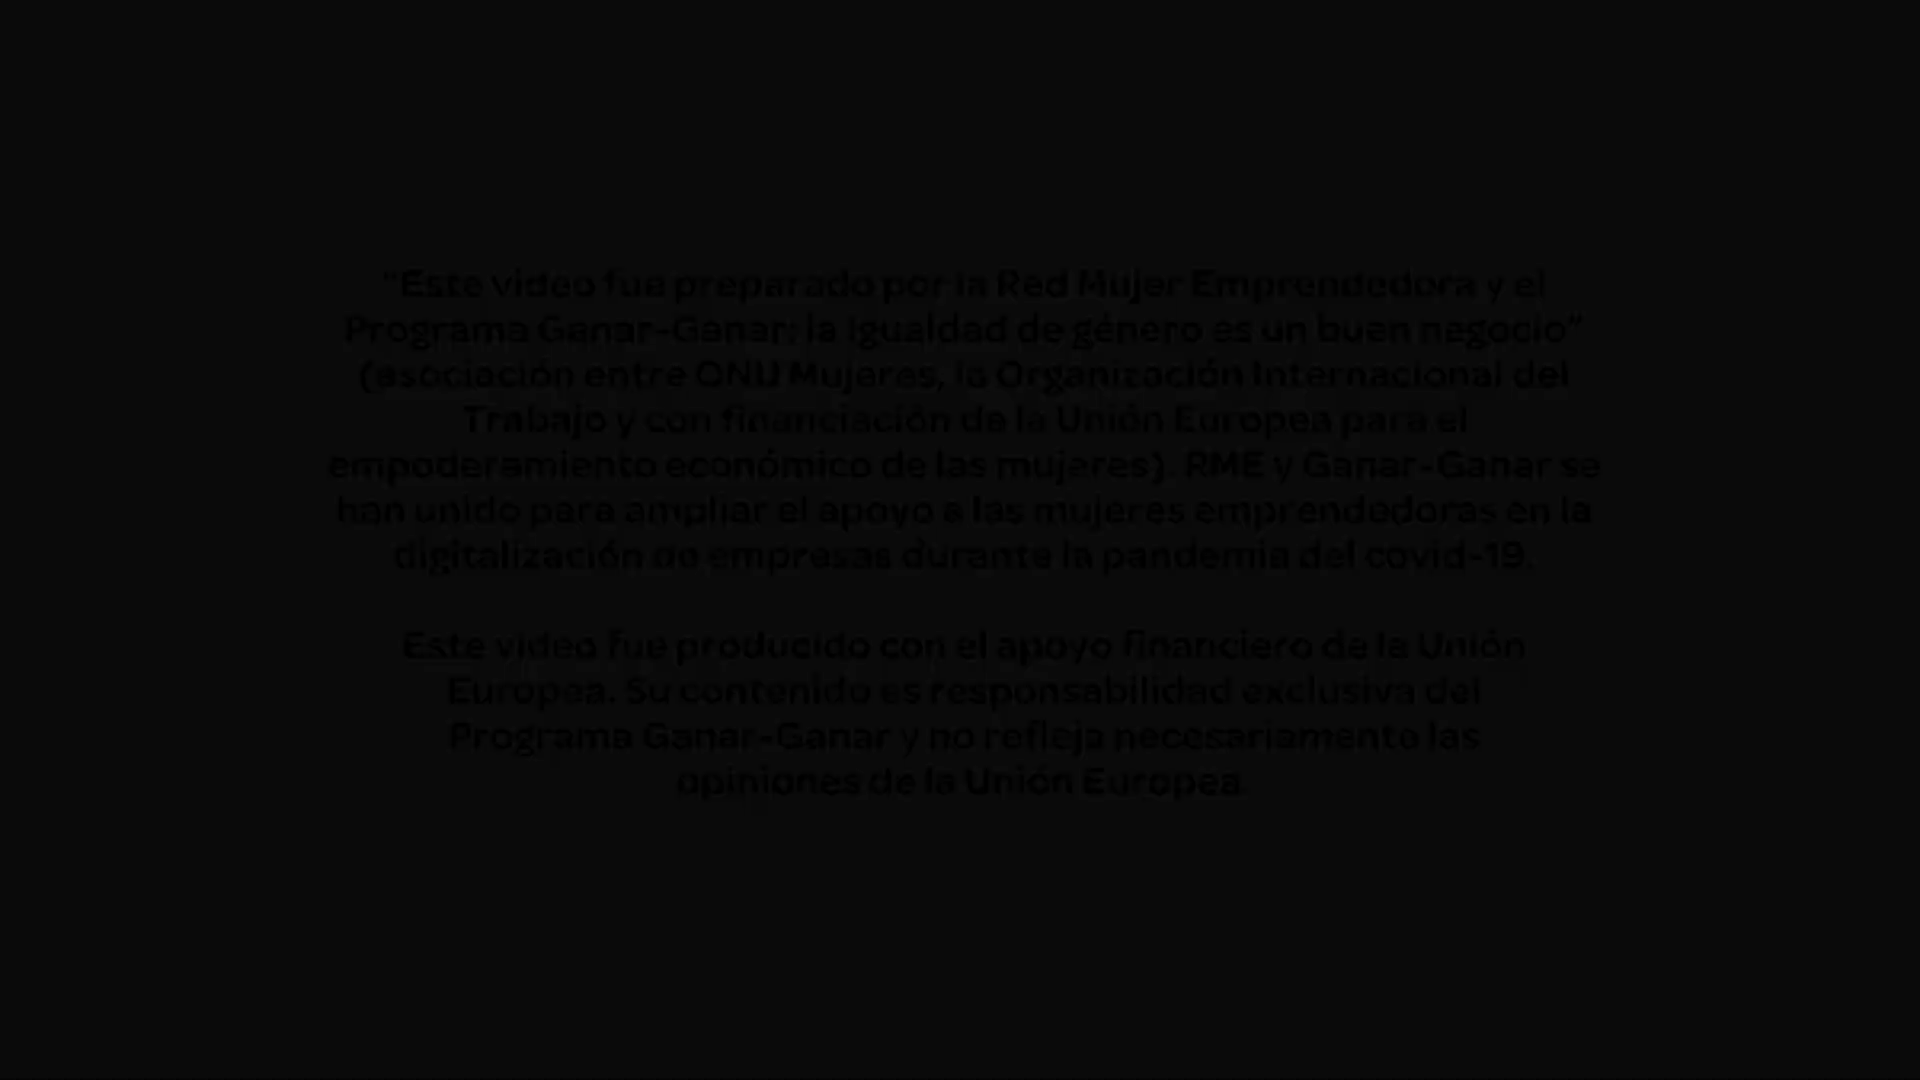 "Este video fue preparado por la Red Mujer Emprendedora y el
Programa Ganar-Ganar: la igualdad de género es un buen negocio"
(asociación entre ONU Mujeres, la Organización Internacional del
Trabajo y con financiación de la Unión Europea para el
empoderamiento económico de las mujeres). RME y Ganar-Ganar se
han unido para ampliar el apoyo a las mujeres emprendedoras en la
digitalización empresas durante la pandemia del covid-19.
Este video fue producido con el apoyo financiero de la Unión
Europea. Su contenido es responsabilidad exclusiva del
Programa Ganar-Ganar y no refleja necesariamente las
opiniones de la Unión Europea.